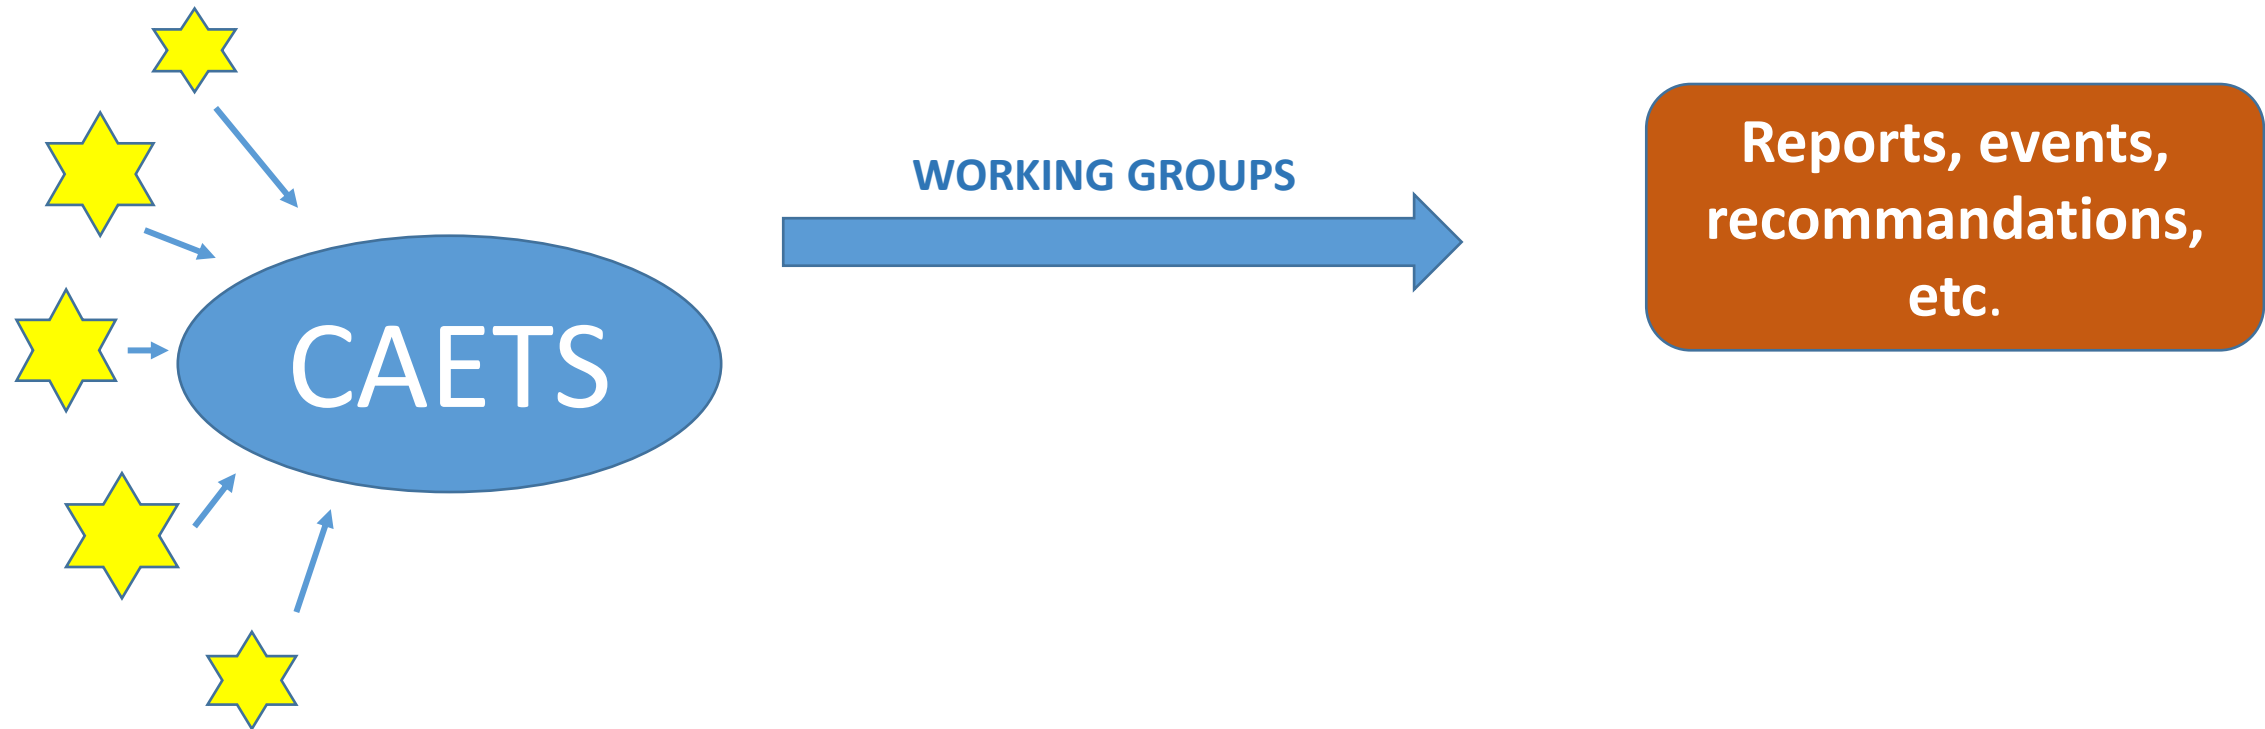 CAETS
WORKING GROUPS
Reports, events,
recommandations,
etc.